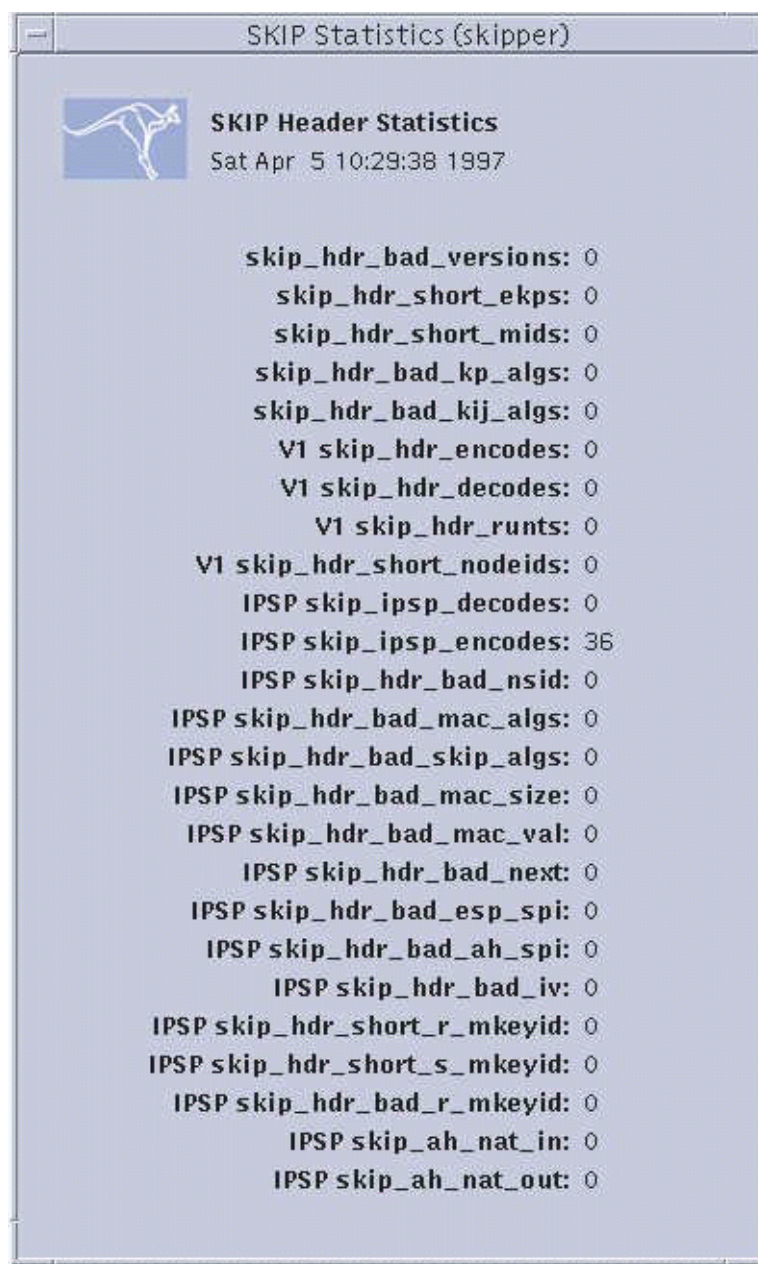 SKIP Statistics (skipper)
SKIP Header Statistics
Sat Apr 5 10:29:38 1997
skip_hdr_bad_versions: 0
skip_hdr_short_ekps: 0
skip_hdr_short_mids: 0
skip_hdr_bad_kp_algs: 0
skip_hdr_bad_kij_algs: 0
V1 skip_hdr_encodes: 0
V1 skip_hdr_decodes: 0
V1 skip_hdr_runts: 0
V1 skip_hdr_short_nodeids: 0
IPSP skip_ipsp_decodes: 0
IPSP skip_ipsp_encodes: 36
IPSP skip_hdr_bad_nsid: 0
IPSP skip_hdr_bad_mac_algs: 0
IPSP skip_hdr_bad_skip_algs: 0
IPSP skip_hdr_bad_mac_size: 0
IPSP skip_hdr_bad_mac_val: 0
IPSP skip_hdr_bad_next: 0
IPSP skip_hdr_bad_esp_spi: 0
IPSP skip_hdr_bad_ah_spi: 0
IPSP skip_hdr_bad_iv: 0
IPSP skip_hdr_short_r_mkeyid: 0
IPSP skip_hdr_short_s_mkeyid: 0
IPSP skip_hdr_bad_r_mkeyid: 0
IPSP skip_ah_nat_in: 0
IPSP skip_ah_nat_out: 0